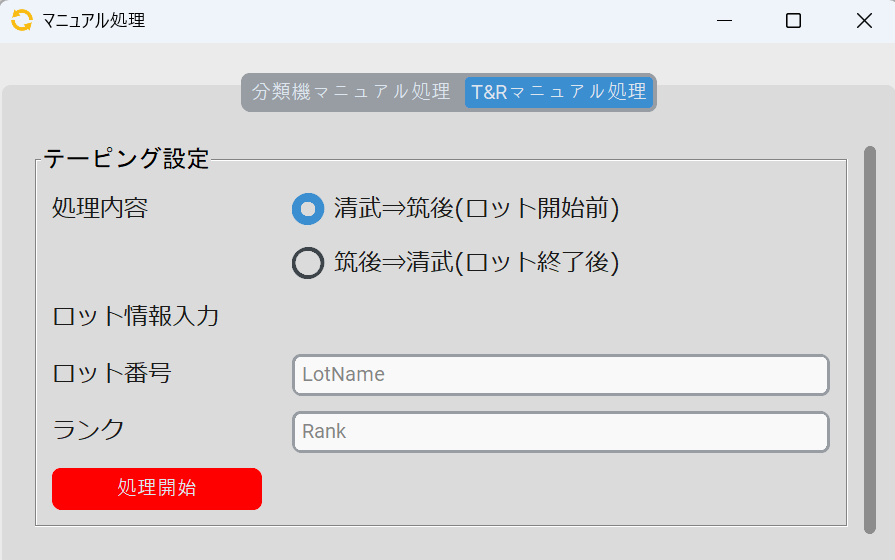 マニュアル処理
分類機マニュアル処理 T&Rマニュアル処理
テーピング設定
処理内容 清武⇒筑後(ロット開始前)
筑後⇒清武(ロット終了後)
ロット情報入力
ロット番号 LotName
ランク Rank
処理開始